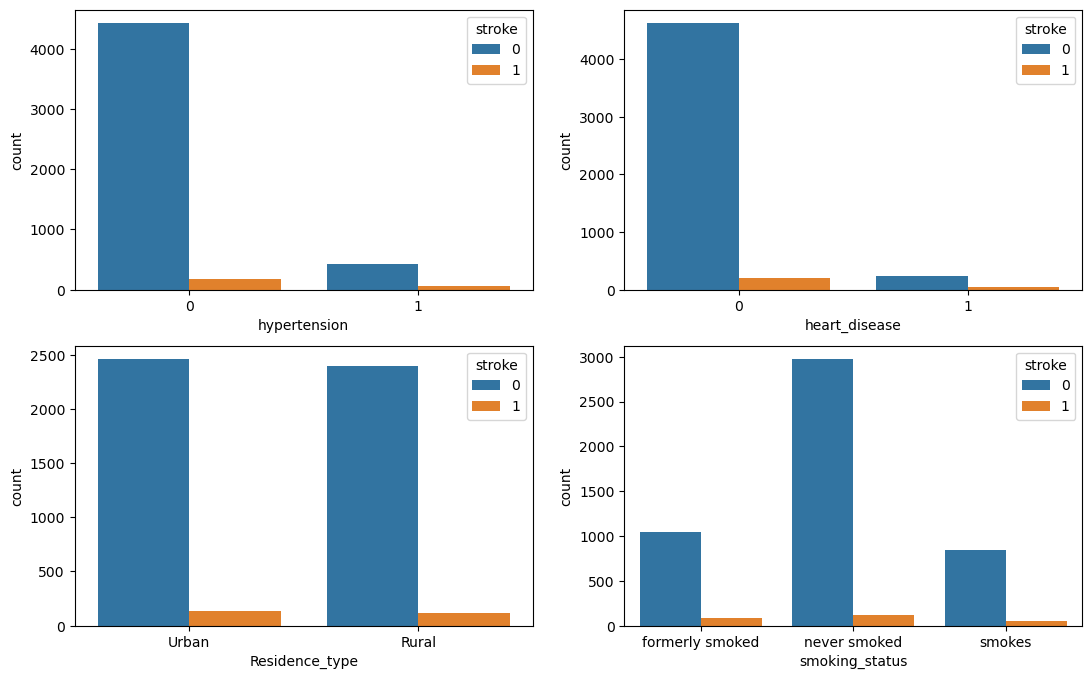 stroke
0
1
4000
3000
2000
1000
0
count
0
1
hypertension
stroke
0
1
4000
3000
2000
1000
0
count
0
1
heart_disease
stroke
0
1
2500
2000
1500
1000
500
0
count
Urban
Rural
Residence_type
stroke
0
1
3000
2500
2000
1500
1000
500
0
count
formerly smoked
never smoked
smokes
smoking_status